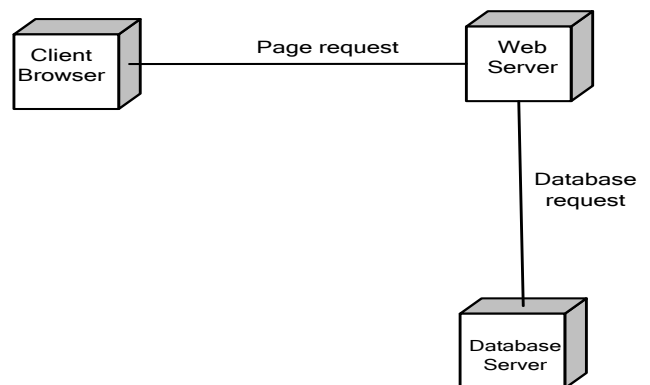 Client
Browser
Page request
Web
Server
Database
request
Database
Server